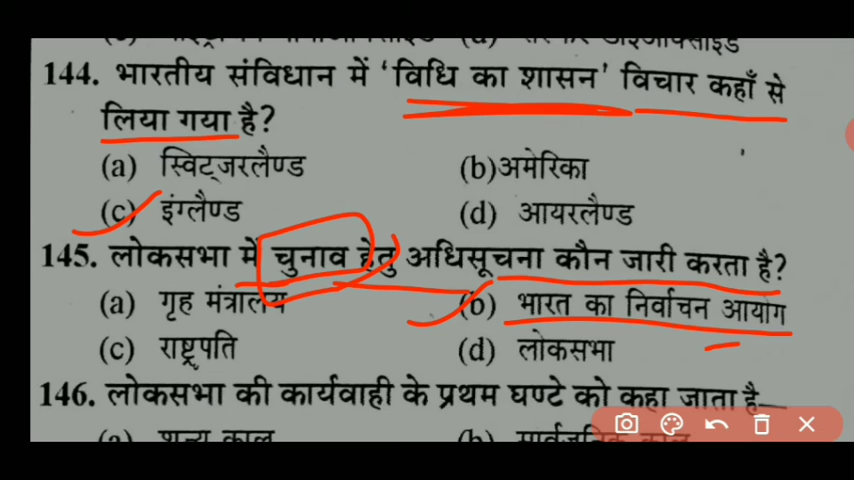 144. भारतीय संविधान में ‘विधि का शासन’ विचार कहाँ से
लिया गया है?
(a) स्विट्जरलैण्ड (b) अमेरिका
(c) इंग्लैण्ड (d) आयरलैण्ड
145. लोकसभा में चुनाव हेतु अधिसूचना कौन जारी करता है?
(a) गृह मंत्रालय (b) भारत का निर्वाचन आयोग
(c) राष्ट्रपति (d) लोकसभा
146. लोकसभा की कार्यवाही के प्रथम घण्टे को कहा जाता है—
(a) शून्य काल (b)